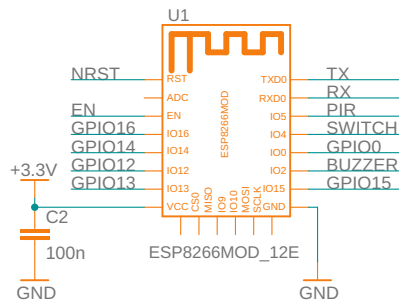 U1
NRST RST TXD0 TX
ADC RXD0 RX
EN EN IO5 PIR
GPIO16 IO16 IO4 SWITCH
GPIO14 IO14 IO0 GPIO0
GPIO12 IO12 IO2 BUZZER
GPIO13 IO13 IO15 GPIO15
VCC GND
ESP8266MOD
CS0 MISO IO9 IO10 MOSI SCLK
ESP8266MOD_12E
+3.3V
C2
100n
GND
GND